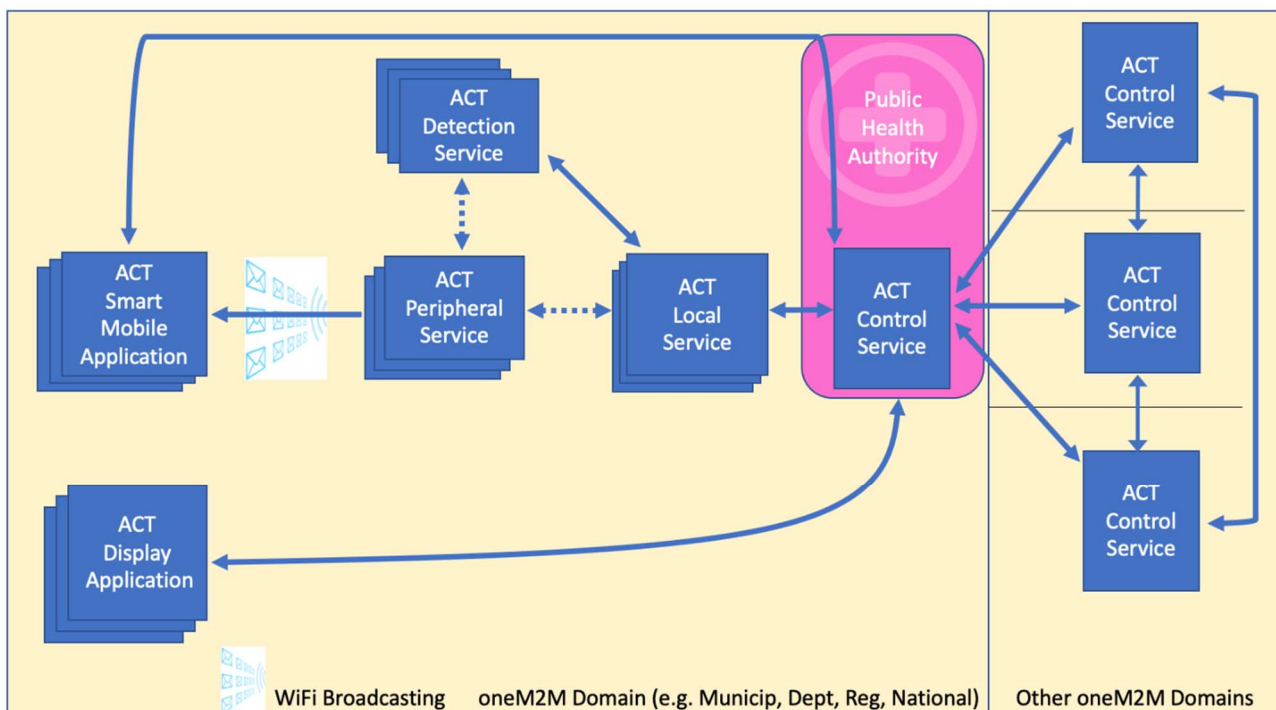 ACT
Detection
Service
Public
Health
Authority
ACT
Control
Service
ACT
Smart
Mobile
Application
ACT
Peripheral
Service
ACT
Local
Service
ACT
Control
Service
ACT
Control
Service
ACT
Display
Application
ACT
Control
Service
WiFi Broadcasting
oneM2M Domain (e.g. Municip, Dept, Reg, National)
Other oneM2M Domains